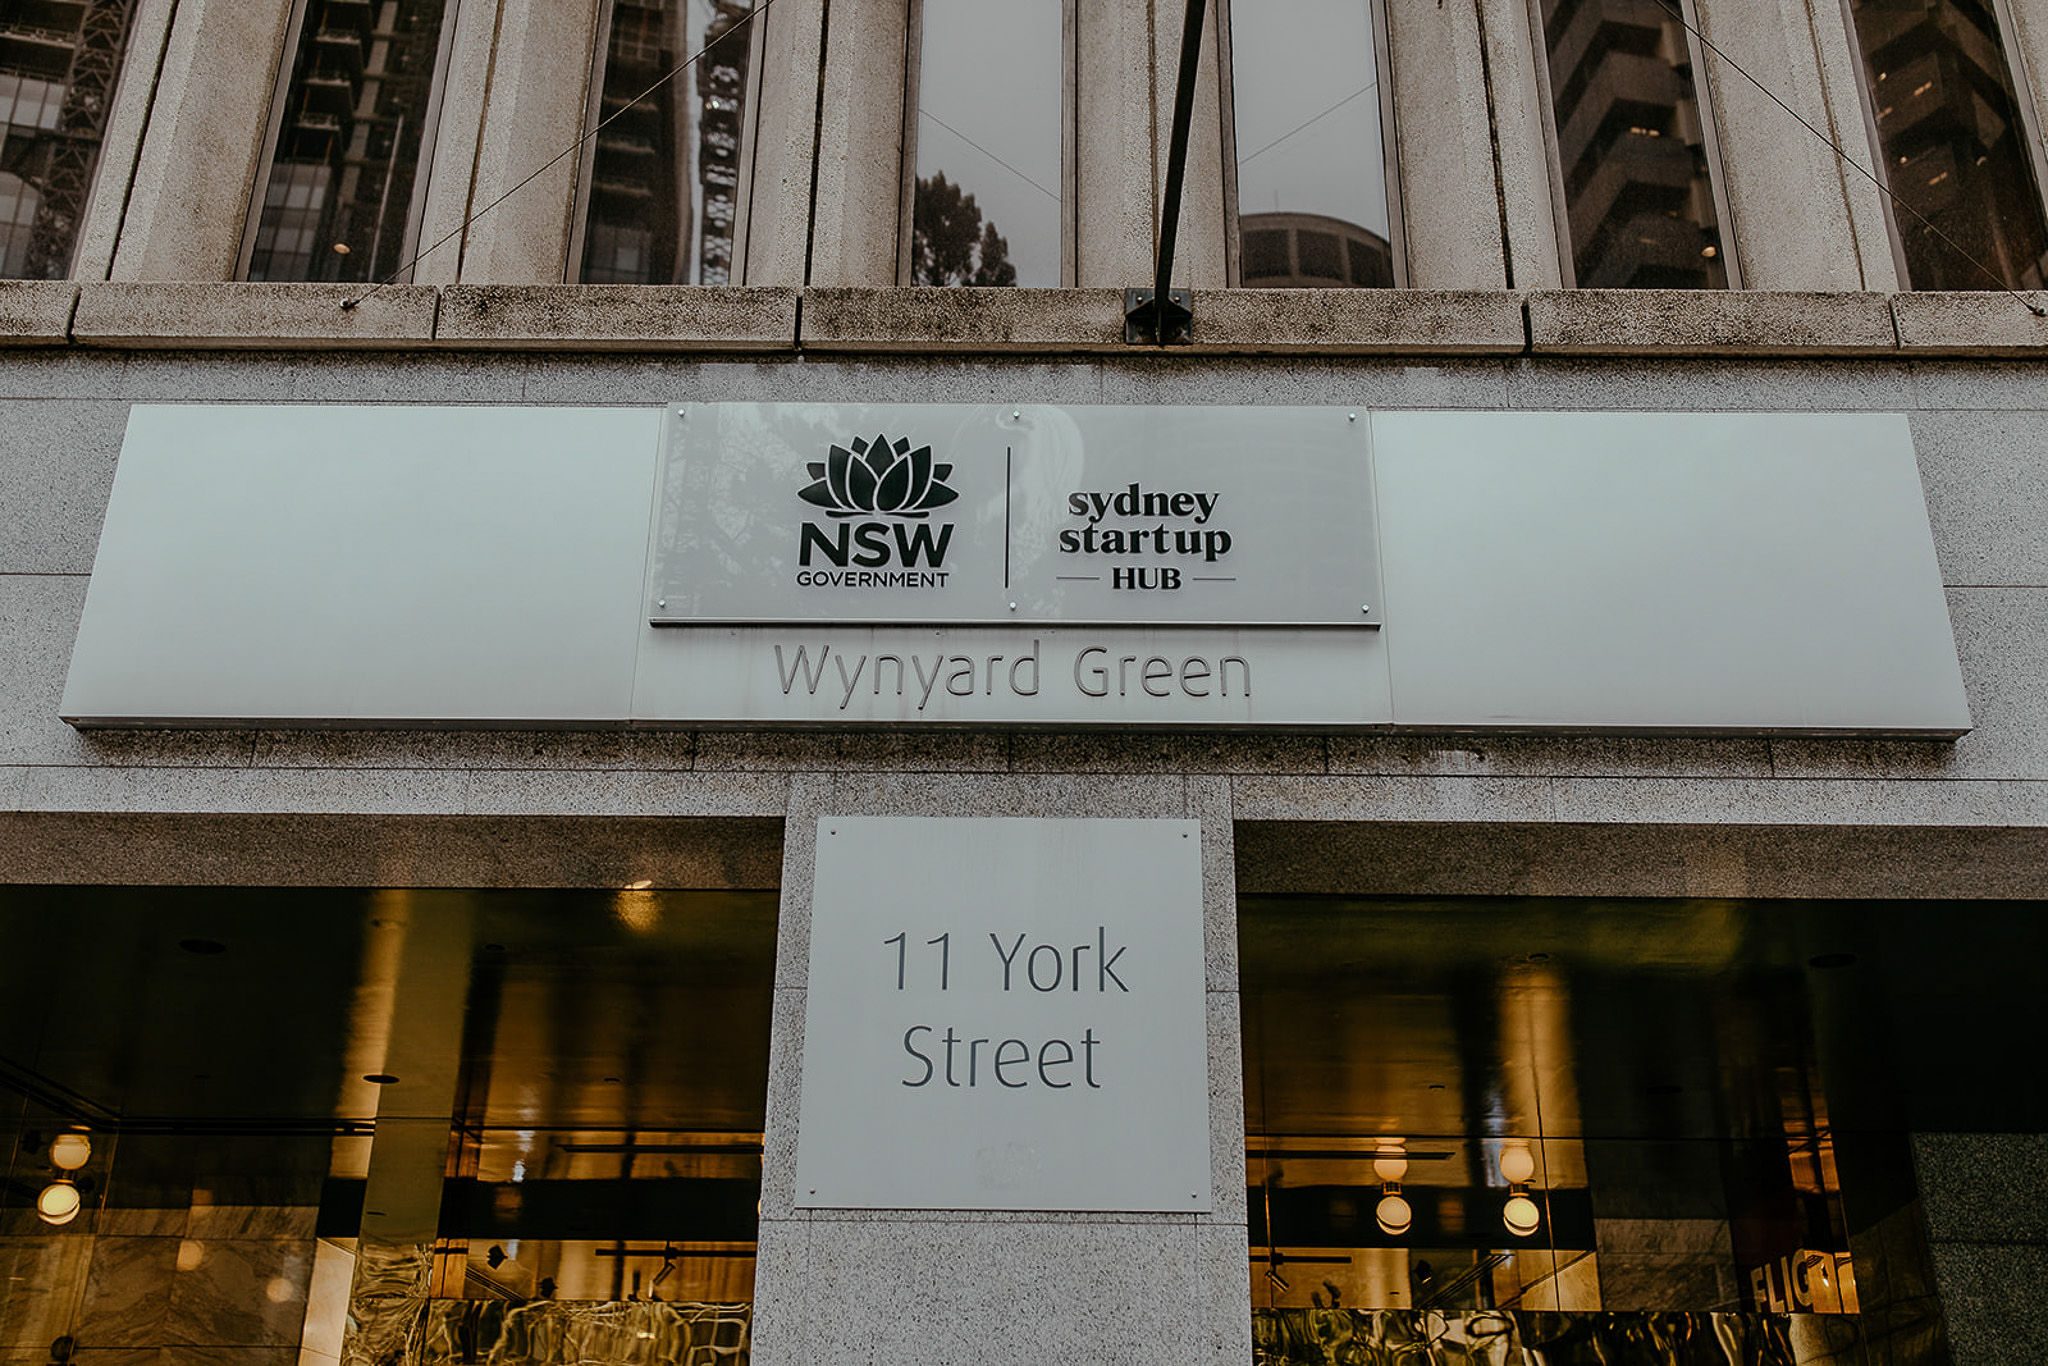 NSW
GOVERNMENT
sydney
startup
HUB
Wynyard Green
11 York
Street